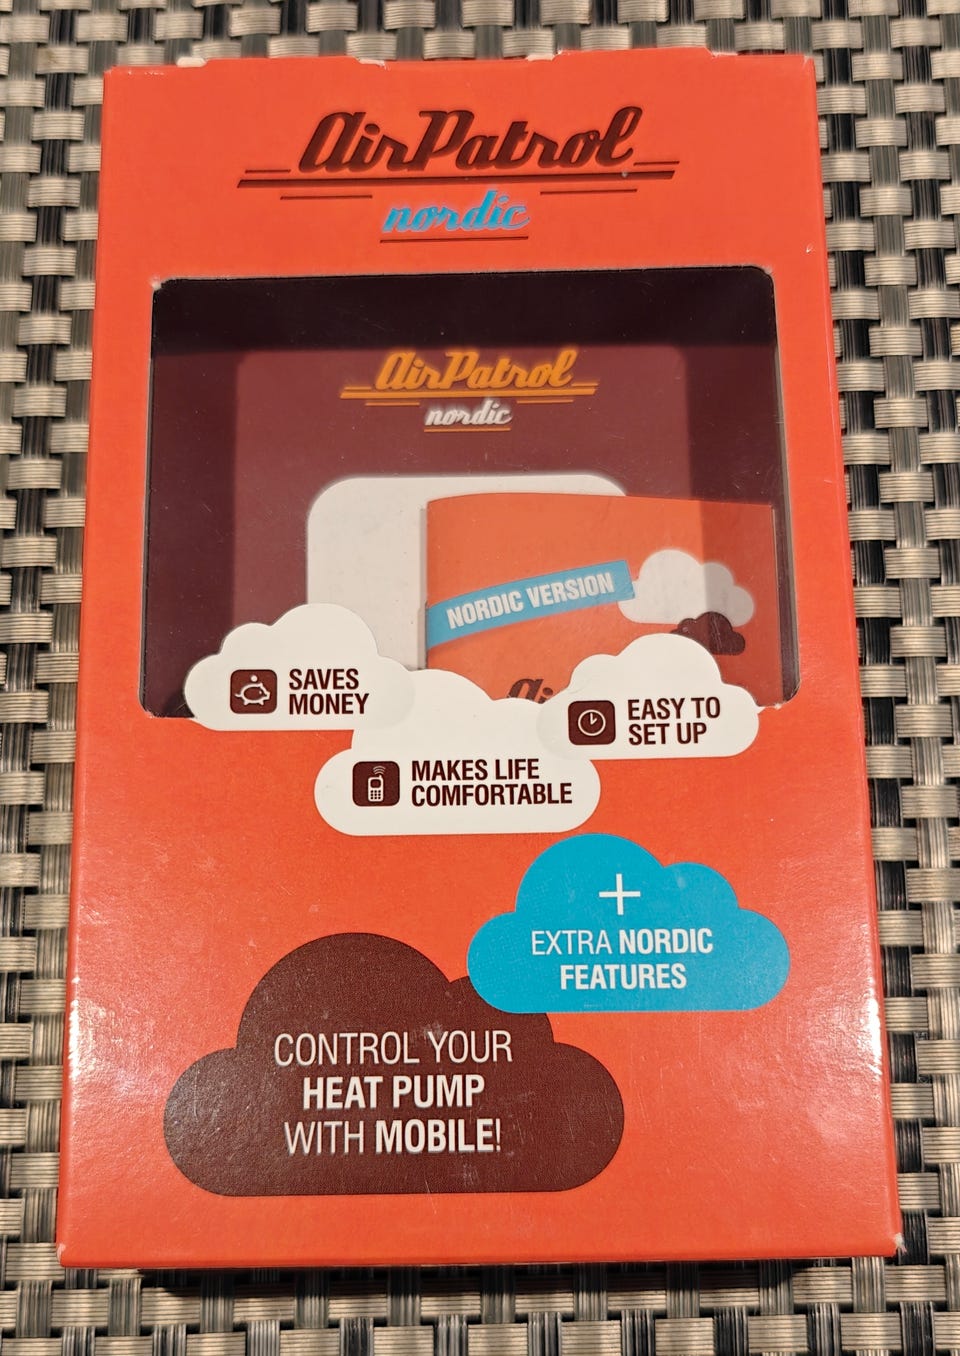 AirPatrol
nordic
AirPatrol
nordic
NORDIC VERSION
SAVES
MONEY
EASY TO
SET UP
MAKES LIFE
COMFORTABLE
+
EXTRA NORDIC
FEATURES
CONTROL YOUR
HEAT PUMP
WITH MOBILE!